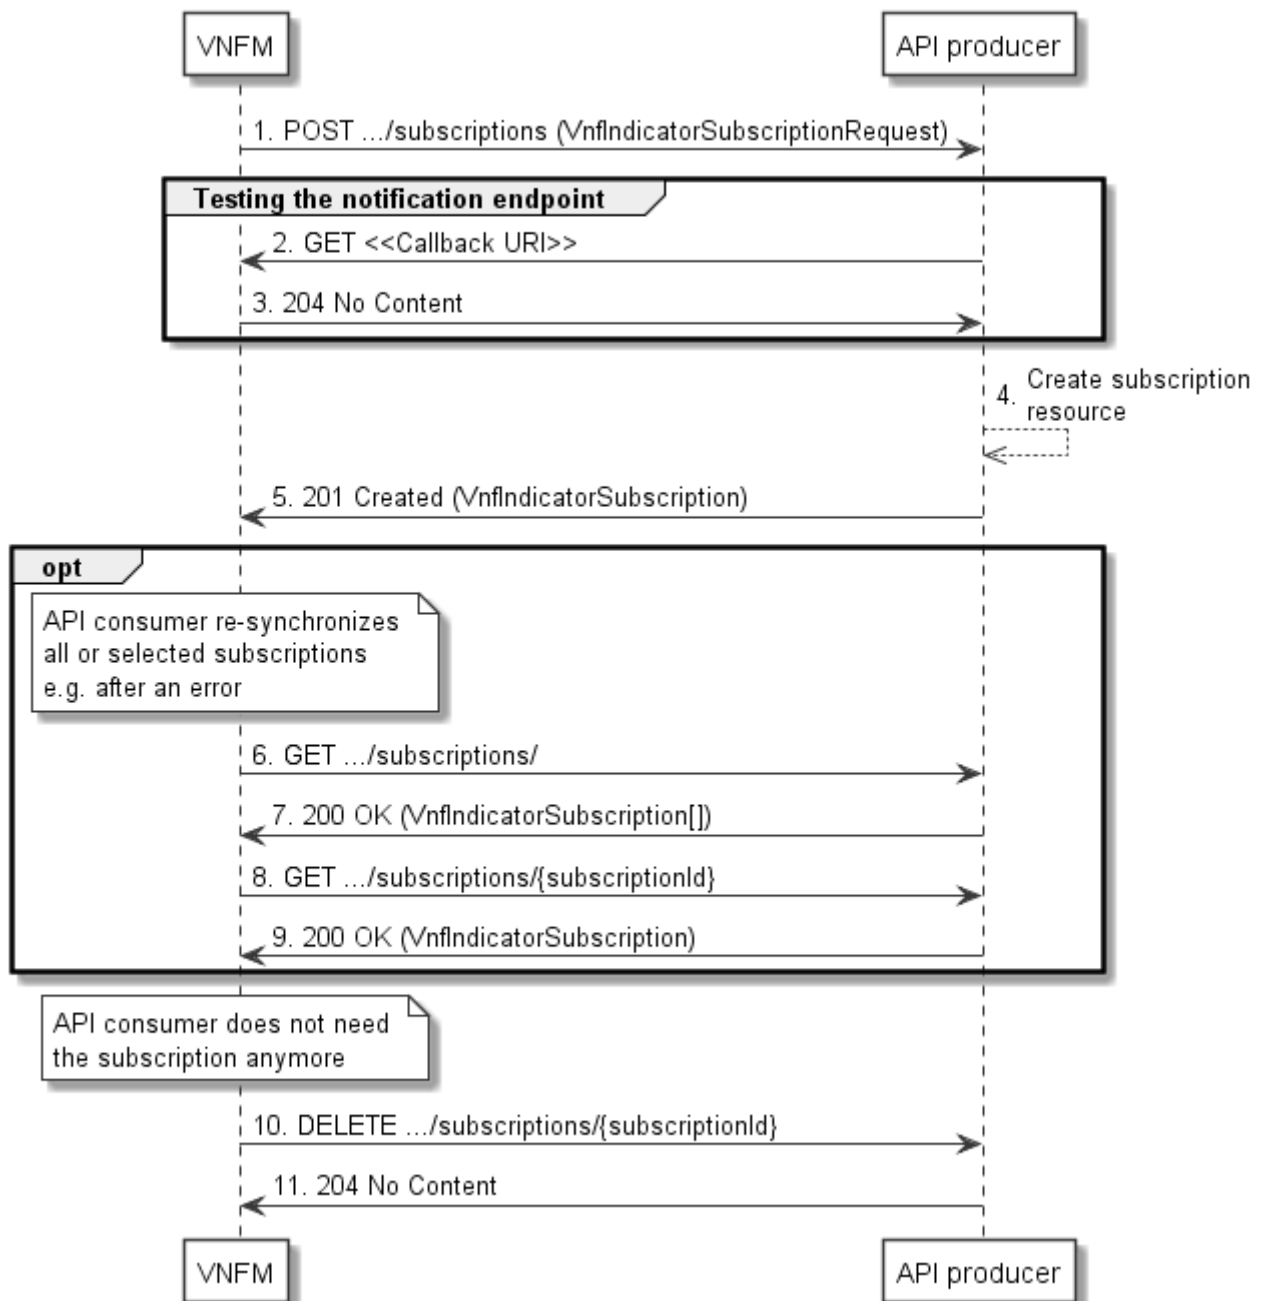 VNFM
API producer
1. POST .../subscriptions (VnfIndicatorSubscriptionRequest)
Testing the notification endpoint
2. GET <<Callback URI>>
3. 204 No Content
4. Create subscription
resource
5. 201 Created (VnfIndicatorSubscription)
opt
API consumer re-synchronizes
all or selected subscriptions
e.g. after an error
6. GET .../subscriptions/
7. 200 OK (VnfIndicatorSubscription[])
8. GET .../subscriptions/{subscriptionId}
9. 200 OK (VnfIndicatorSubscription)
API consumer does not need
the subscription anymore
10. DELETE .../subscriptions/{subscriptionId}
11. 204 No Content
VNFM
API producer